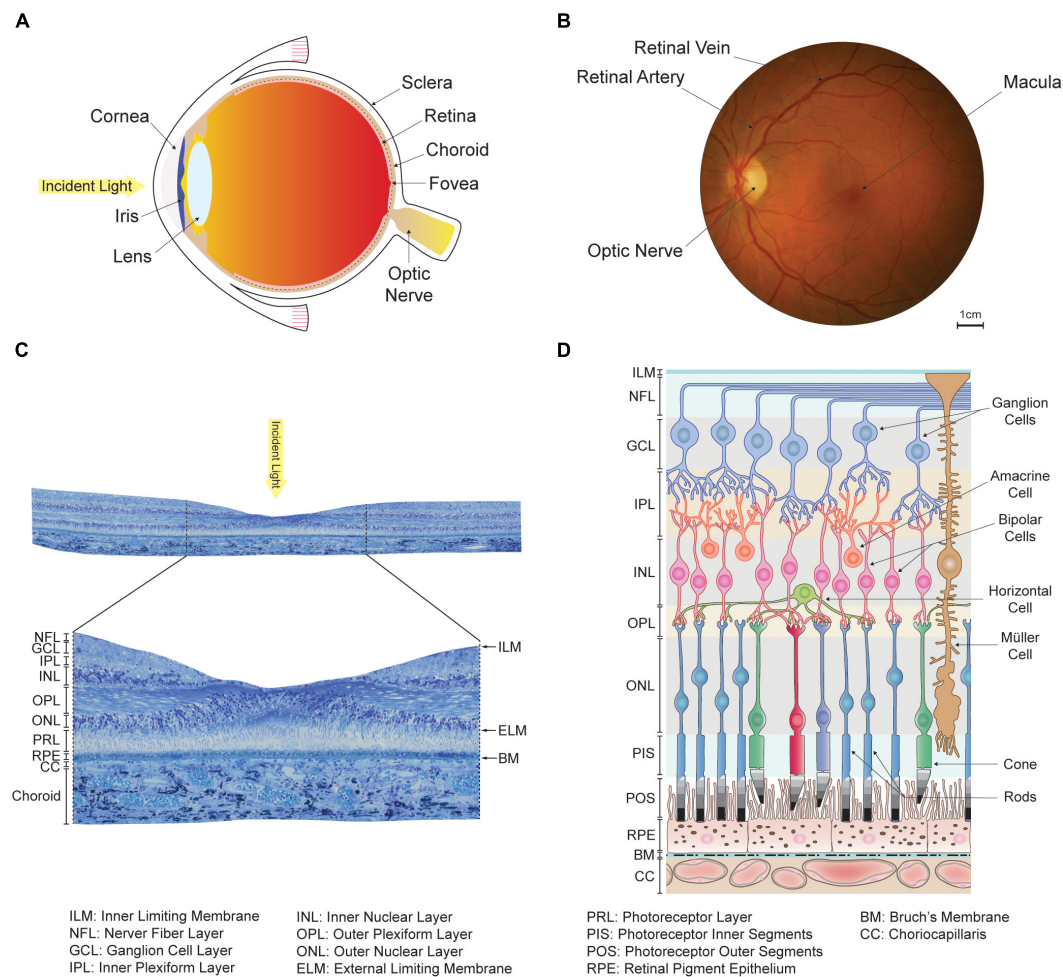 A
Sclera
Retina
Cornea
Choroid
Fovea
Incident Light
Iris
Lens
Optic
Nerve
B
Retinal Vein
Retinal Artery
Macula
Optic Nerve
1cm
C
Incident
Light
NFL
GCL
IPL
INL
OPL
ONL
PRL
RPE
CC
Choroid
ILM
ELM
BM
D
ILM
NFL
GCL
IPL
INL
OPL
ONL
PIS
POS
RPE
BM
CC
Ganglion
Cells
Amacrine
Cell
Bipolar
Cells
Horizontal
Cell
Müller
Cell
Cone
Rods
ILM: Inner Limiting Membrane
NFL: Nerver Fiber Layer
GCL: Ganglion Cell Layer
IPL: Inner Plexiform Layer
INL: Inner Nuclear Layer
OPL: Outer Plexiform Layer
ONL: Outer Nuclear Layer
ELM: External Limiting Membrane
PRL: Photoreceptor Layer
PIS: Photoreceptor Inner Segments
POS: Photoreceptor Outer Segments
RPE: Retinal Pigment Epithelium
BM: Bruch's Membrane
CC: Choriocapillaris